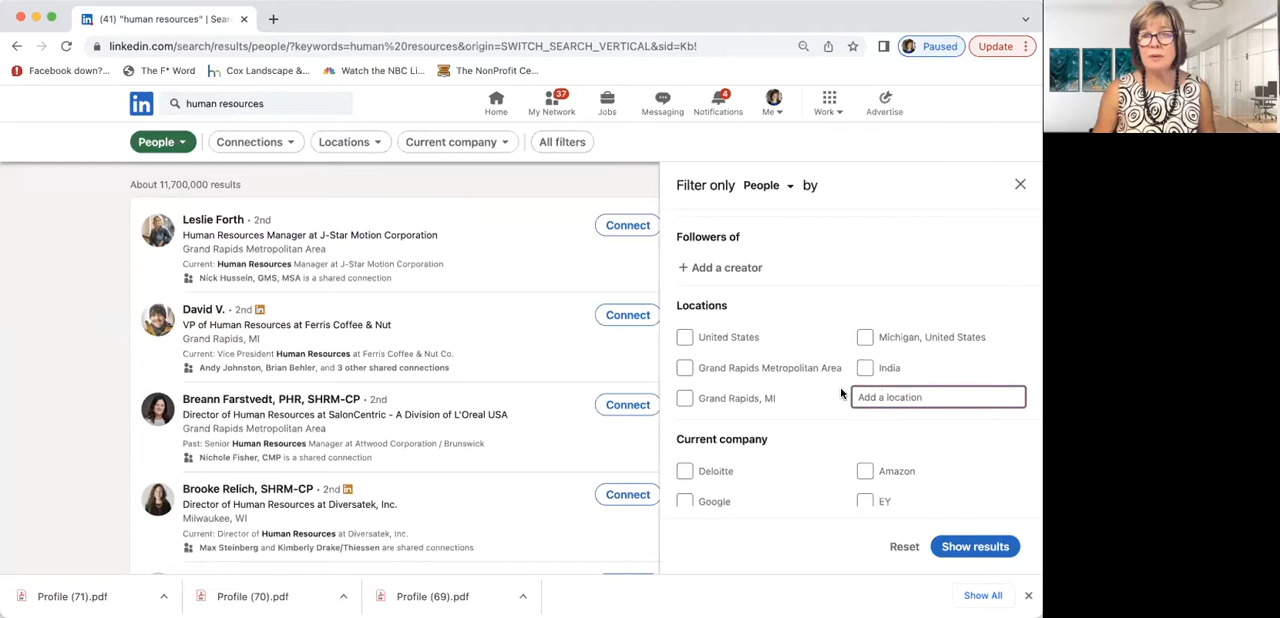 (41) "human resources" | Sear
linkedin.com/search/results/people/?keywords=human%20resources&origin=SWITCH_SEARCH_VERTICAL&sid=Kb!
Paused
Update
Facebook down?...
The F* Word
Cox Landscape &...
Watch the NBC Li...
The NonProfit Ce...
in
human resources
Home
37
My Network
Jobs
Messaging
4
Notifications
Me
Work
Advertise
People
Connections
Locations
Current company
All filters
About 11,700,000 results
Leslie Forth • 2nd
Human Resources Manager at J-Star Motion Corporation
Grand Rapids Metropolitan Area
Current: Human Resources Manager at J-Star Motion Corporation
Nick Hussein, GMS, MSA is a shared connection
Connect
David V. • 2nd
VP of Human Resources at Ferris Coffee & Nut
Grand Rapids, MI
Current: Vice President Human Resources at Ferris Coffee & Nut Co.
Andy Johnston, Brian Behler, and 3 other shared connections
Connect
Breann Farstvedt, PHR, SHRM-CP • 2nd
Director of Human Resources at SalonCentric - A Division of L'Oreal USA
Grand Rapids Metropolitan Area
Past: Senior Human Resources Manager at Attwood Corporation / Brunswick
Nichole Fisher, CMP is a shared connection
Connect
Brooke Relich, SHRM-CP • 2nd
Director of Human Resources at Diversatek, Inc.
Milwaukee, WI
Current: Director of Human Resources at Diversatek, Inc.
Max Steinberg and Kimberly Drake/Thiessen are shared connections
Connect
Filter only People by
Followers of
+ Add a creator
Locations
United States
Michigan, United States
Grand Rapids Metropolitan Area
India
Grand Rapids, MI
Add a location
Current company
Deloitte
Amazon
Google
EY
Reset
Show results
Profile (71).pdf
Profile (70).pdf
Profile (69).pdf
Show All